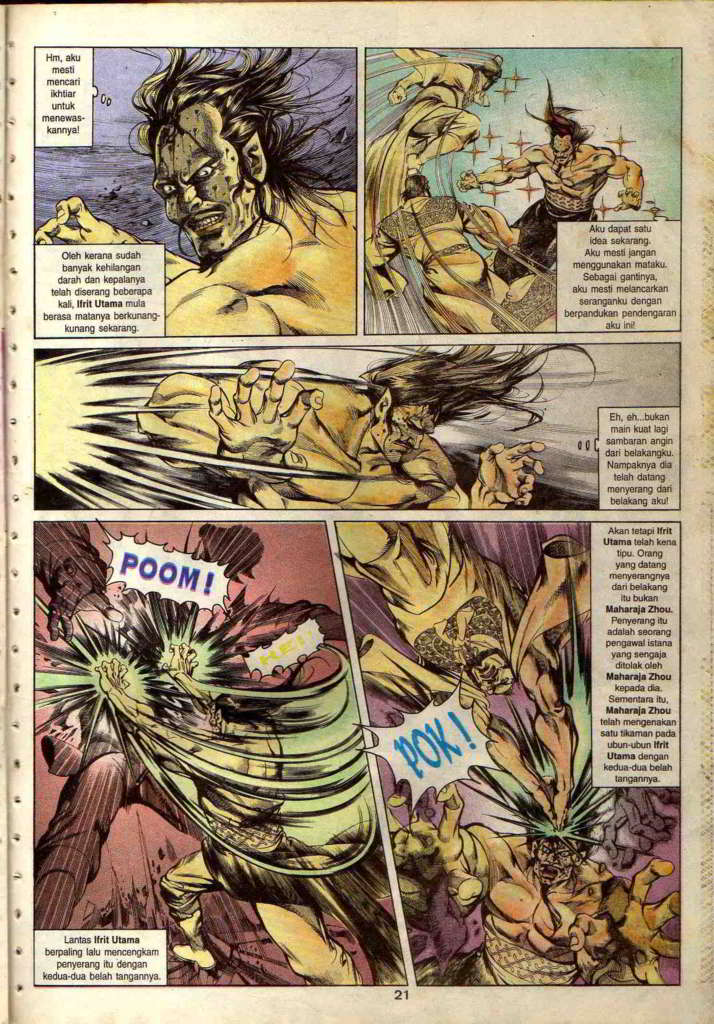 Hm, aku
mesti
mencari
ikhtiar
untuk
menewas-
kannya!
Oleh kerana sudah
banyak kehilangan
darah dan kepalanya
telah diserang beberapa
kali, Ifrit Utama mula
berasa matanya berkunang-
kunang sekarang.
Aku dapat satu
idea sekarang.
Aku mesti jangan
menggunakan mataku.
Sebagai gantinya,
aku mesti melancarkan
seranganku dengan
berpandukan pendengaran
aku ini!
Eh, eh...bukan
main kuat lagi
sambaran angin
dari belakangku.
Nampaknya dia
telah datang
menyerang dari
belakang aku!
POOM!
HE!
Lantas Ifrit Utama
berpaling lalu mencengkam
penyerang itu dengan
kedua-dua belah tangannya.
POK!
Akan tetapi Ifrit
Utama telah kena
tipu. Orang
yang datang
menyerangnya
dari belakang
itu bukan
Maharaja Zhou.
Penyerang itu
adalah seorang
pengawal istana
yang sengaja
ditolak oleh
Maharaja Zhou
kepada dia.
Sementara itu,
Maharaja Zhou
telah mengenakan
satu tikaman pada
ubun-ubun Ifrit
Utama dengan
kedua-dua belah
tangannya.
21